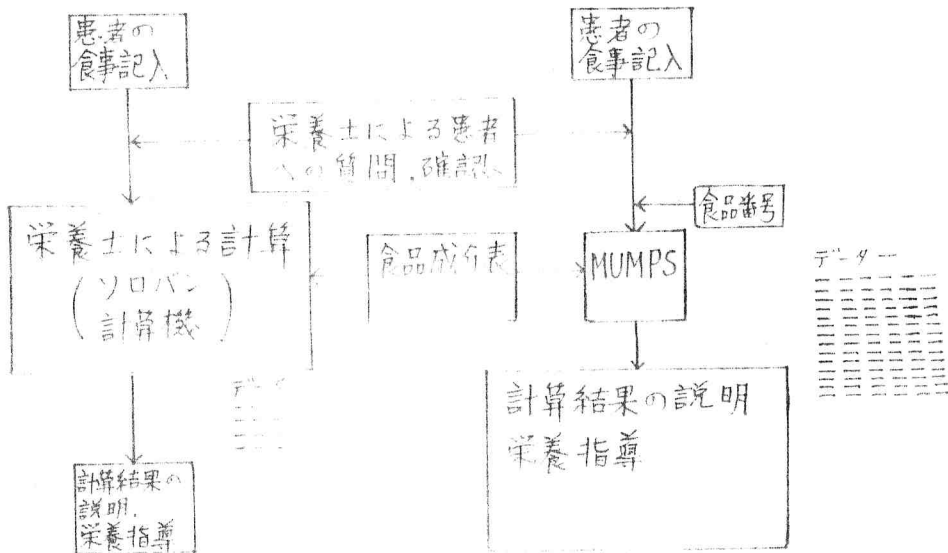 患者の
食事記入
患者の
食事記入
栄養士による患者
への質問、確認
食品番号
栄養士による計算
(ソロバン
計算機)
食品成分表
MUMPS
データー
データ
計算結果の説明
栄養指導
計算結果の
説明、
栄養指導